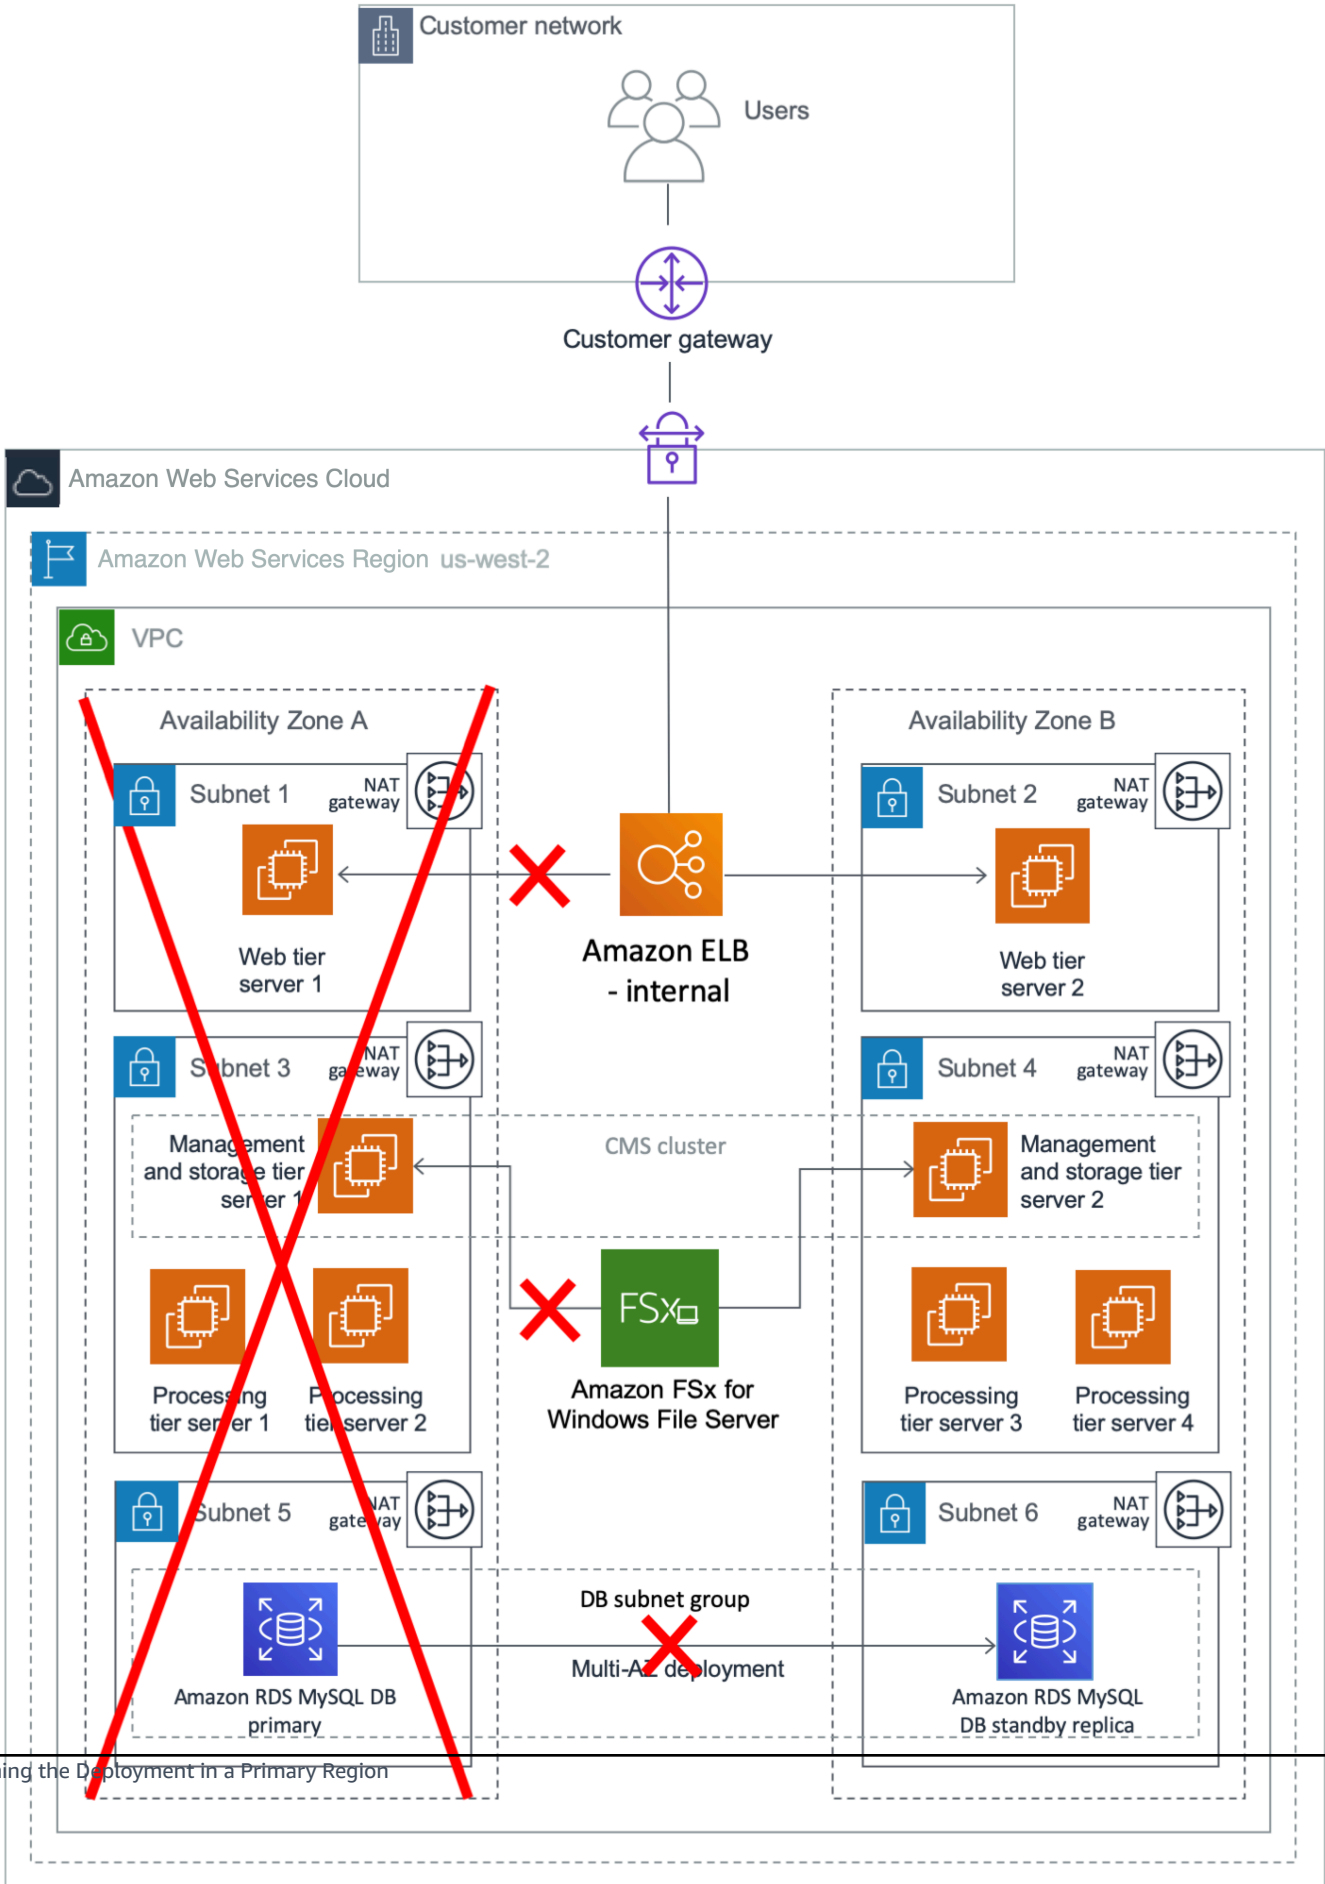 Customer network
Users
Customer gateway
Amazon Web Services Cloud
Amazon Web Services Region us-west-2
VPC
Availability Zone A
Availability Zone B
Subnet 1
NAT
gateway
Subnet 2
NAT
gateway
Web tier
server 1
Amazon ELB
- internal
Web tier
server 2
Subnet 3
NAT
gateway
Subnet 4
NAT
gateway
Management
and storage tier
server 1
CMS cluster
Management
and storage tier
server 2
FSx
Processing
tier server 1
Processing
tier server 2
Amazon FSx for
Windows File Server
Processing
tier server 3
Processing
tier server 4
Subnet 5
NAT
gateway
Subnet 6
NAT
gateway
DB subnet group
Multi-AZ deployment
Amazon RDS MySQL DB
primary
Amazon RDS MySQL
DB standby replica
the Deployment in a Primary Region